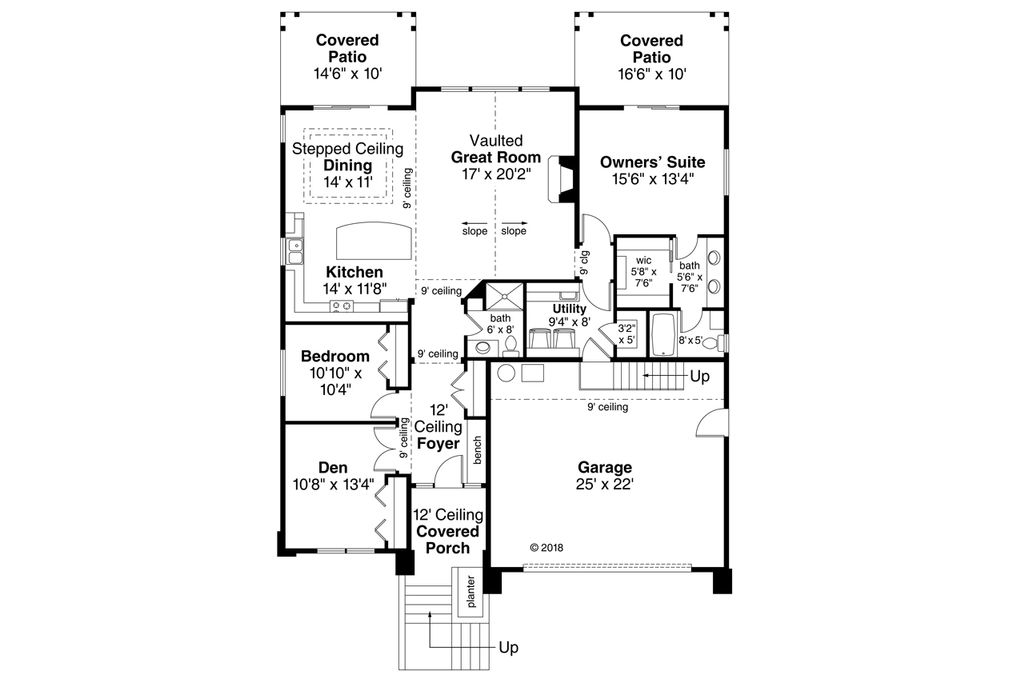 Covered
Patio
14'6" x 10'
Covered
Patio
16'6" x 10'
Stepped Ceiling
Dining
14' x 11'
9' ceiling
Vaulted
Great Room
17' x 20'2"
slope
slope
Owners' Suite
15'6" x 13'4"
Kitchen
14' x 11'8"
9' ceiling
9' clg
wic
5'8" x
7'6"
bath
5'6" x
7'6"
bath
6' x 8'
Utility
9'4" x 8'
3'2"
x 5'
8' x 5'
9' ceiling
Bedroom
10'10" x
10'4"
Up
9' ceiling
12'
Ceiling
Foyer
9' ceiling
bench
Den
10'8" x 13'4"
Garage
25' x 22'
12' Ceiling
Covered
Porch
© 2018
planter
Up